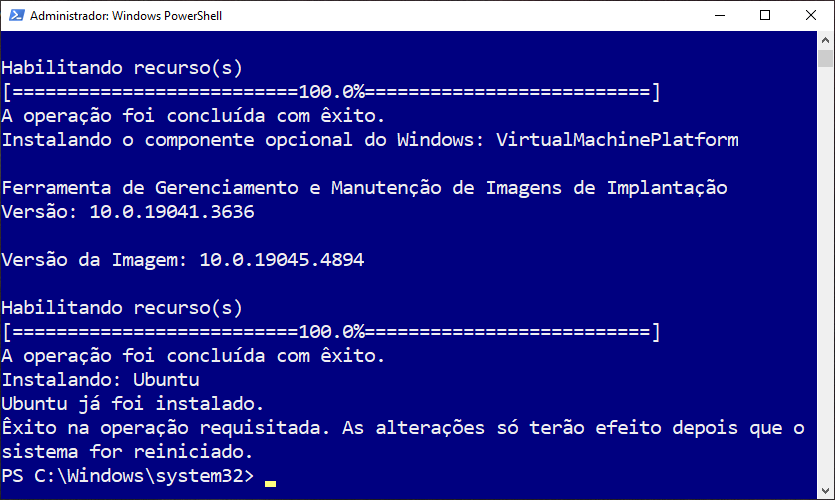 Administrador: Windows PowerShell
Habilitando recurso(s)
[==========================100.0%==========================]
A operação foi concluída com êxito.
Instalando o componente opcional do Windows: VirtualMachinePlatform
Ferramenta de Gerenciamento e Manutenção de Imagens de Implantação
Versão: 10.0.19041.3636
Versão da Imagem: 10.0.19045.4894
Habilitando recurso(s)
[==========================100.0%==========================]
A operação foi concluída com êxito.
Instalando: Ubuntu
Ubuntu já foi instalado.
Êxito na operação requisitada. As alterações só terão efeito depois que o
sistema for reiniciado.
PS C:\Windows\system32>